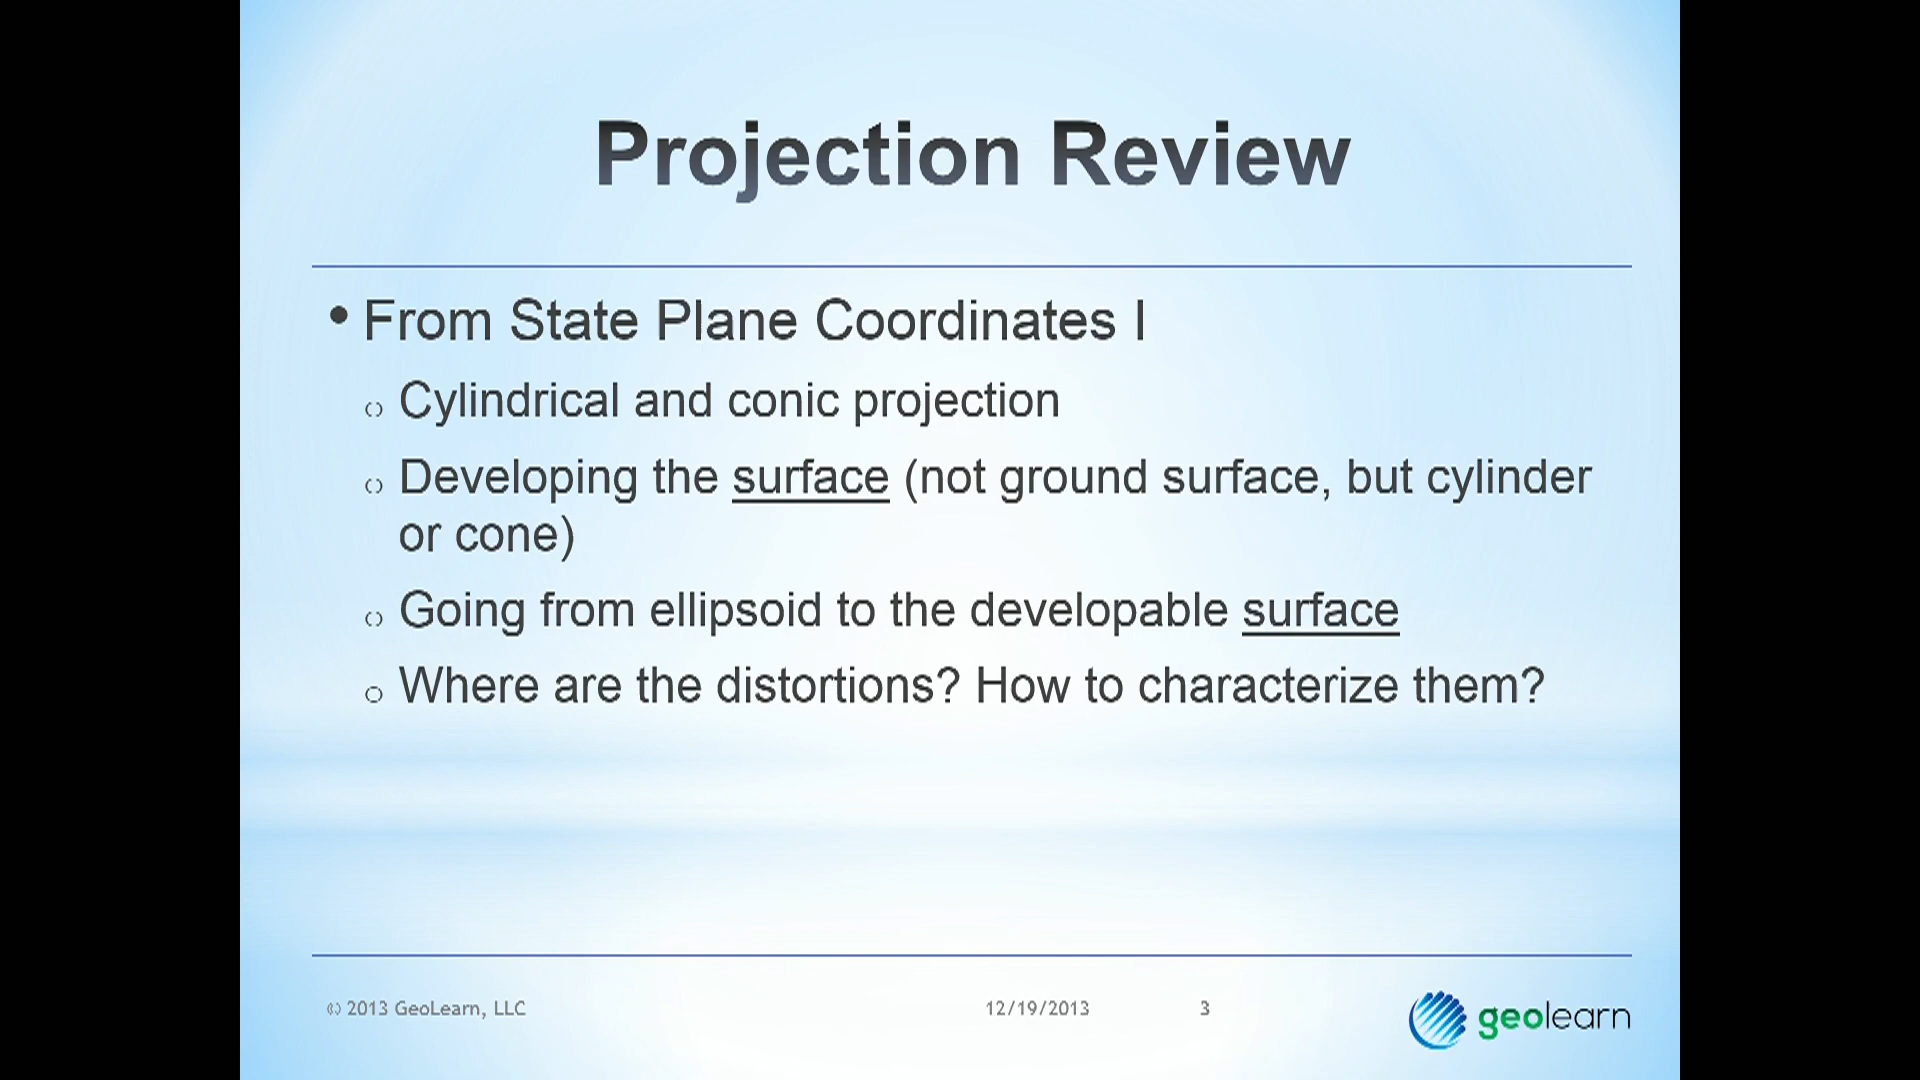 Projection Review
• From State Plane Coordinates I
○ Cylindrical and conic projection
○ Developing the surface (not ground surface, but cylinder
or cone)
○ Going from ellipsoid to the developable surface
○ Where are the distortions? How to characterize them?
© 2013 GeoLearn, LLC
12/19/2013
3
geolearn